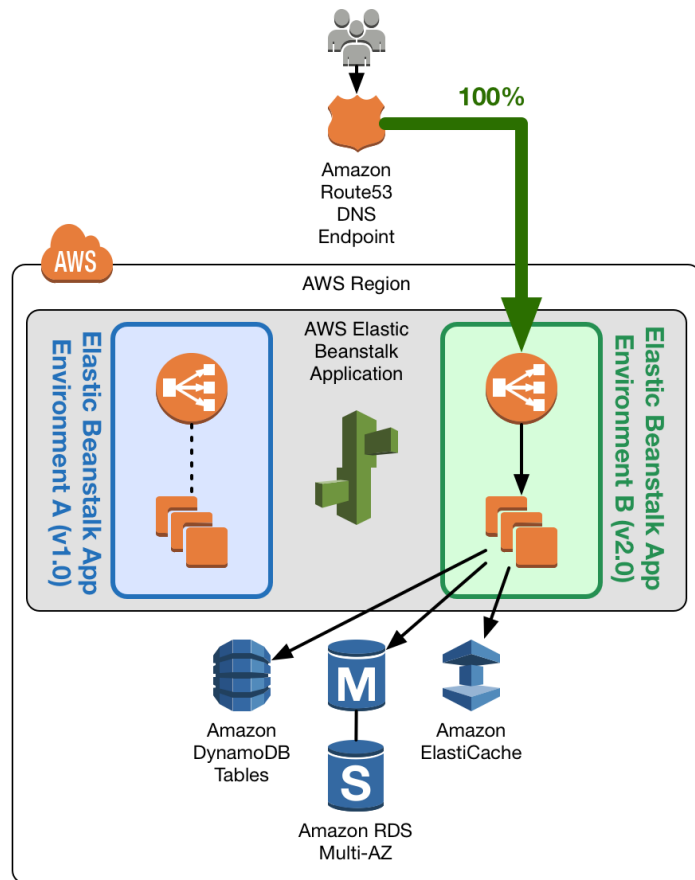 100%
Amazon
Route53
DNS
Endpoint
AWS
AWS Region
Elastic Beanstalk App
Environment A (v1.0)
AWS Elastic
Beanstalk
Application
Elastic Beanstalk App
Environment B (v2.0)
M
Amazon
DynamoDB
Tables
Amazon
ElastiCache
S
Amazon RDS
Multi-AZ